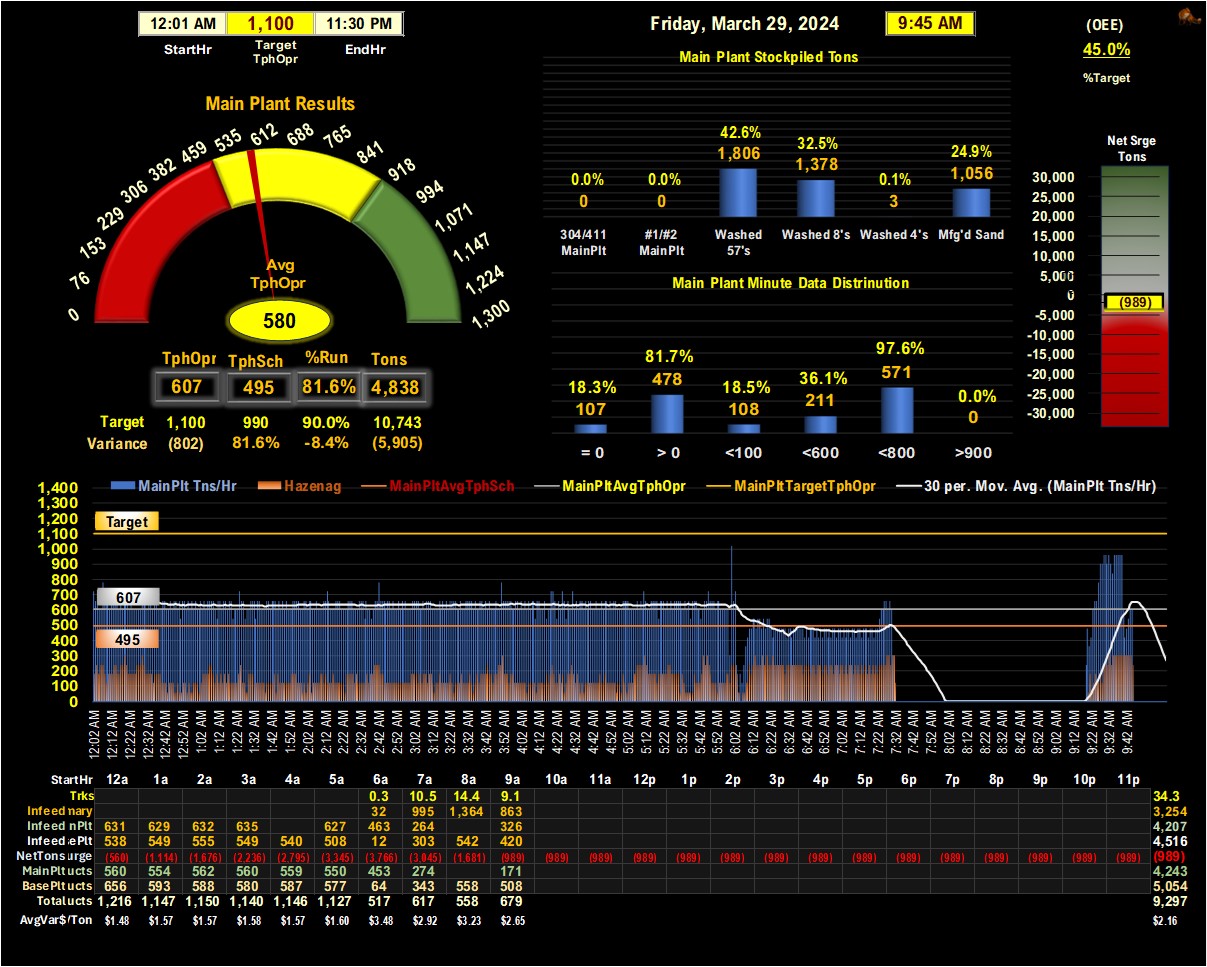 12:01 AM 1,100 11:30 PM
StartHr Target TphOpr EndHr
Friday, March 29, 2024 9:45 AM
(OEE)
45.0%
%Target
Main Plant Results
0 76 153 229 306 382 459 535 612 688 765 841 918 994 1,071 1,147 1,224 1,300
Avg
TphOpr
580
TphOpr TphSch %Run Tons
607 495 81.6% 4,838
Target 1,100 990 90.0% 10,743
Variance (802) 81.6% -8.4% (5,905)
Main Plant Stockpiled Tons
0.0% 0.0% 42.6% 32.5% 0.1% 24.9%
0 0 1,806 1,378 3 1,056
304/411 MainPlt #1/#2 MainPlt Washed 57's Washed 8's Washed 4's Mfg'd Sand
Main Plant Minute Data Distrinution
18.3% 81.7% 18.5% 36.1% 97.6% 0.0%
107 478 108 211 571 0
= 0 > 0 <100 <600 <800 >900
Net Srge
Tons
30,000
25,000
20,000
15,000
10,000
5,000
0
(989)
-5,000
-10,000
-15,000
-20,000
-25,000
-30,000
MainPlt Tns/Hr Hazenag MainPltAvgTphSch MainPltAvgTphOpr MainPltTargetTphOpr 30 per. Mov. Avg. (MainPlt Tns/Hr)
1,400
1,300
1,200
1,100
1,000
900
800
700
600
500
400
300
200
100
0
Target
607
495
12:02 AM 12:12 AM 12:22 AM 12:32 AM 12:42 AM 12:52 AM 1:02 AM 1:12 AM 1:22 AM 1:32 AM 1:42 AM 1:52 AM 2:02 AM 2:12 AM 2:22 AM 2:32 AM 2:42 AM 2:52 AM 3:02 AM 3:12 AM 3:22 AM 3:32 AM 3:42 AM 3:52 AM 4:02 AM 4:12 AM 4:22 AM 4:32 AM 4:42 AM 4:52 AM 5:02 AM 5:12 AM 5:22 AM 5:32 AM 5:42 AM 5:52 AM 6:02 AM 6:12 AM 6:22 AM 6:32 AM 6:42 AM 6:52 AM 7:02 AM 7:12 AM 7:22 AM 7:32 AM 7:42 AM 7:52 AM 8:02 AM 8:12 AM 8:22 AM 8:32 AM 8:42 AM 8:52 AM 9:02 AM 9:12 AM 9:22 AM 9:32 AM 9:42 AM
StartHr 12a 1a 2a 3a 4a 5a 6a 7a 8a 9a 10a 11a 12p 1p 2p 3p 4p 5p 6p 7p 8p 9p 10p 11p
Trks 0.3 10.5 14.4 9.1 34.3
Infeed nary 32 995 1,364 863 3,254
Infeed nPlt 631 629 632 635 627 463 264 326 4,207
Infeed ePlt 538 549 555 549 540 508 12 303 542 420 4,516
NetTons urge (560) (1,114) (1,676) (2,236) (2,795) (3,345) (3,766) (3,045) (1,681) (989) (989) (989) (989) (989) (989) (989) (989) (989) (989) (989) (989) (989) (989) (989) (989)
MainPlt ucts 560 554 562 560 559 550 453 274 171 4,243
BasePlt ucts 656 593 588 580 587 577 64 343 558 508 5,054
Total ucts 1,216 1,147 1,150 1,140 1,146 1,127 517 617 558 679 9,297
AvgVar$/Ton $1.48 $1.57 $1.57 $1.58 $1.57 $1.60 $3.48 $2.92 $3.23 $2.65 $2.16